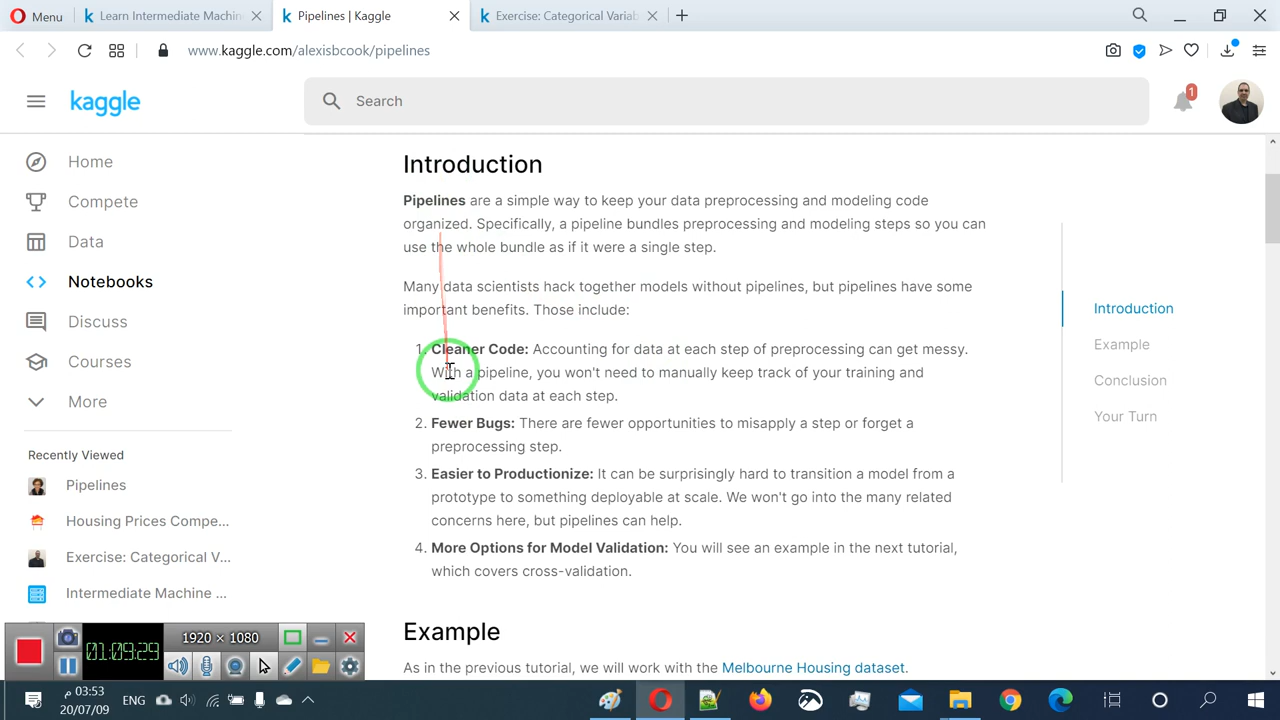 Menu
Learn Intermediate Machin
Pipelines | Kaggle
Exercise: Categorical Variab
www.kaggle.com/alexisbcook/pipelines
kaggle
Search
1
Home
Compete
Data
Notebooks
Discuss
Courses
More
Recently Viewed
Pipelines
Housing Prices Compe...
Exercise: Categorical V...
Intermediate Machine ...
Introduction
Pipelines are a simple way to keep your data preprocessing and modeling code
organized. Specifically, a pipeline bundles preprocessing and modeling steps so you can
use the whole bundle as if it were a single step.
Many data scientists hack together models without pipelines, but pipelines have some
important benefits. Those include:
1. Cleaner Code: Accounting for data at each step of preprocessing can get messy.
With a pipeline, you won't need to manually keep track of your training and
validation data at each step.
2. Fewer Bugs: There are fewer opportunities to misapply a step or forget a
preprocessing step.
3. Easier to Productionize: It can be surprisingly hard to transition a model from a
prototype to something deployable at scale. We won't go into the many related
concerns here, but pipelines can help.
4. More Options for Model Validation: You will see an example in the next tutorial,
which covers cross-validation.
Example
As in the previous tutorial, we will work with the Melbourne Housing dataset.
Introduction
Example
Conclusion
Your Turn
01:09:29
1920 × 1080
03:53 م
20/07/09
ENG